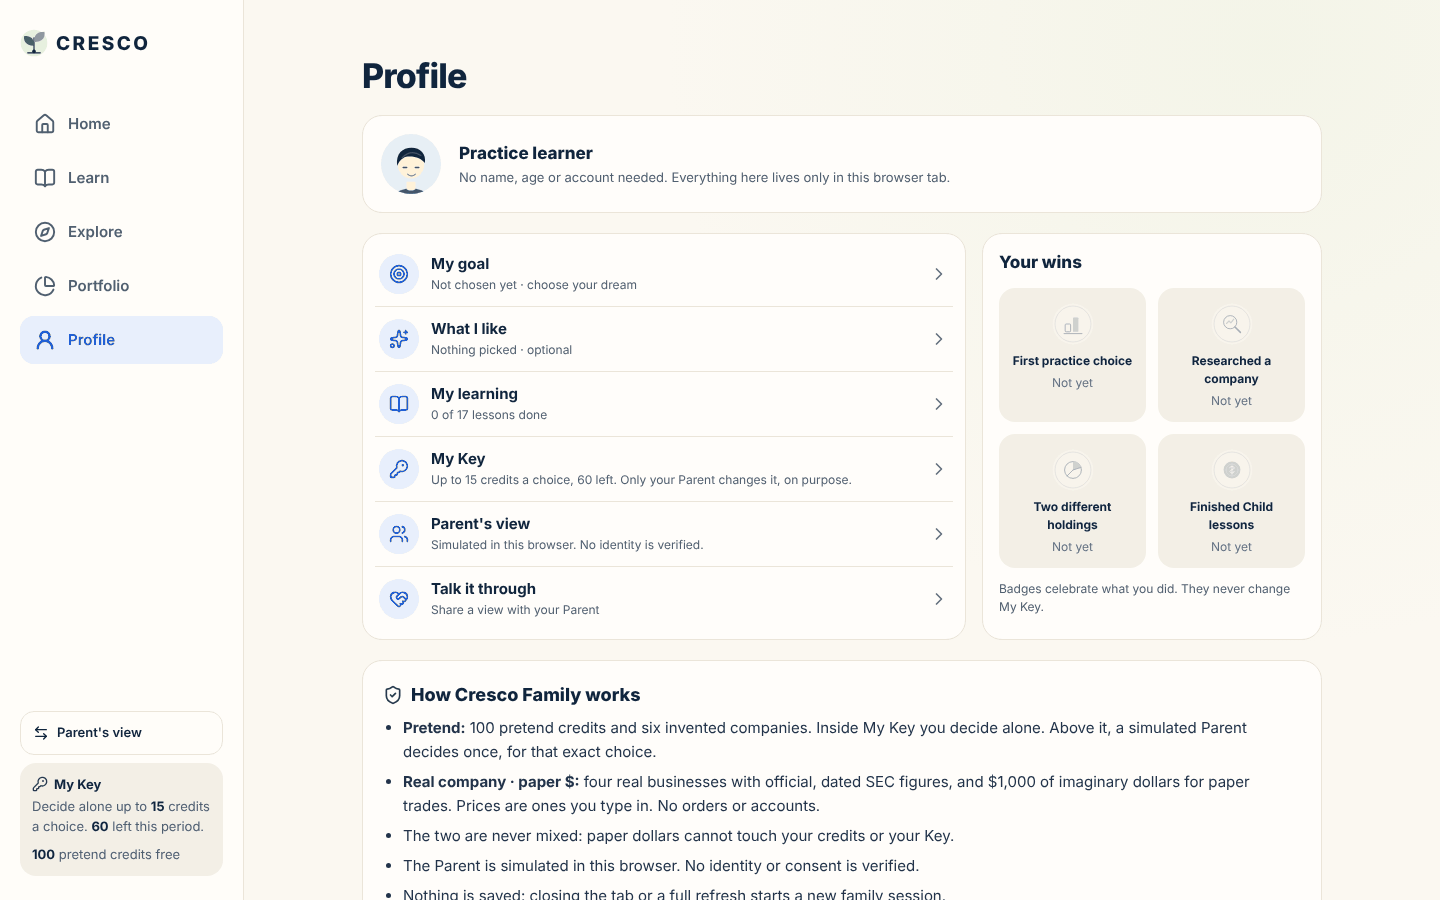 CRESCO
Home
Learn
Explore
Portfolio
Profile
Parent's view
My Key
Decide alone up to 15 credits
a choice. 60 left this period.
100 pretend credits free
Profile
Practice learner
No name, age or account needed. Everything here lives only in this browser tab.
My goal
Not chosen yet · choose your dream
What I like
Nothing picked · optional
My learning
0 of 17 lessons done
My Key
Up to 15 credits a choice, 60 left. Only your Parent changes it, on purpose.
Parent's view
Simulated in this browser. No identity is verified.
Talk it through
Share a view with your Parent
Your wins
First practice choice
Not yet
Researched a
company
Not yet
Two different
holdings
Not yet
Finished Child
lessons
Not yet
Badges celebrate what you did. They never change
My Key.
How Cresco Family works
• Pretend: 100 pretend credits and six invented companies. Inside My Key you decide alone. Above it, a simulated Parent
decides once, for that exact choice.
• Real company · paper $: four real businesses with official, dated SEC figures, and $1,000 of imaginary dollars for paper
trades. Prices are ones you type in. No orders or accounts.
• The two are never mixed: paper dollars cannot touch your credits or your Key.
• The Parent is simulated in this browser. No identity or consent is verified.
• Nothing is saved: closing the tab or a full refresh starts a new family session.